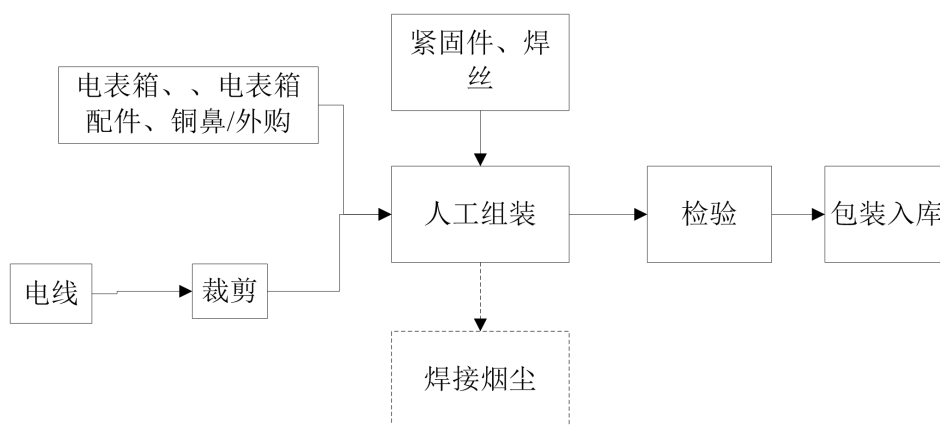 紧固件、焊
丝
电表箱、、电表箱
配件、铜鼻/外购
人工组装
检验
包装入库
电线
裁剪
焊接烟尘